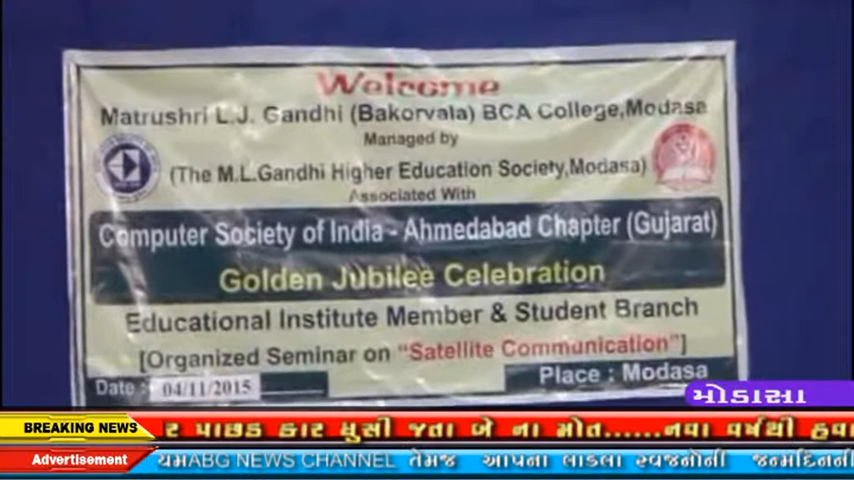 Welcome
Matrushri L.J. Gandhi (Bakorvala) BCA College,Modasa
Managed by
(The M.L.Gandhi Higher Education Society,Modasa)
Associated With
Computer Society of India - Ahmedabad Chapter (Gujarat)
Golden Jubilee Celebration
Educational Institute Member & Student Branch
[Organized Seminar on “Satellite Communication”]
Date : 04/11/2015
Place : Modasa
મોડાસા
BREAKING NEWS
ર પાછક કાર ઘુસી જતા બે ના મોત......નવા વર્ષથી હવા
Advertisement
યમABG NEWS CHANNEL તેમજ આપના લાડલા સ્વજનોની જન્મદિનની